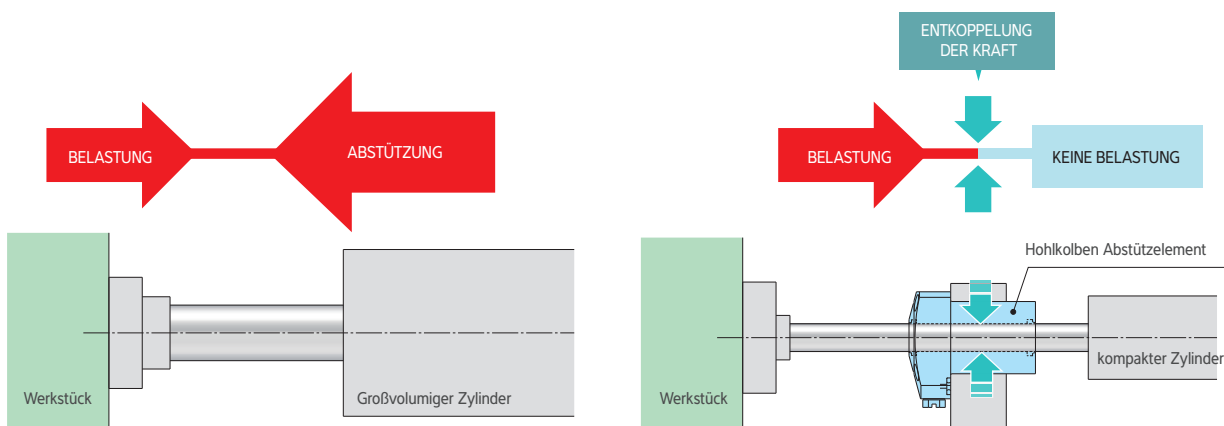 BELASTUNG
ABSTÜTZUNG
Werkstück
Großvolumiger Zylinder
ENTKOPPELUNG
DER KRAFT
BELASTUNG
KEINE BELASTUNG
Hohlkolben Abstützelement
Werkstück
kompakter Zylinder